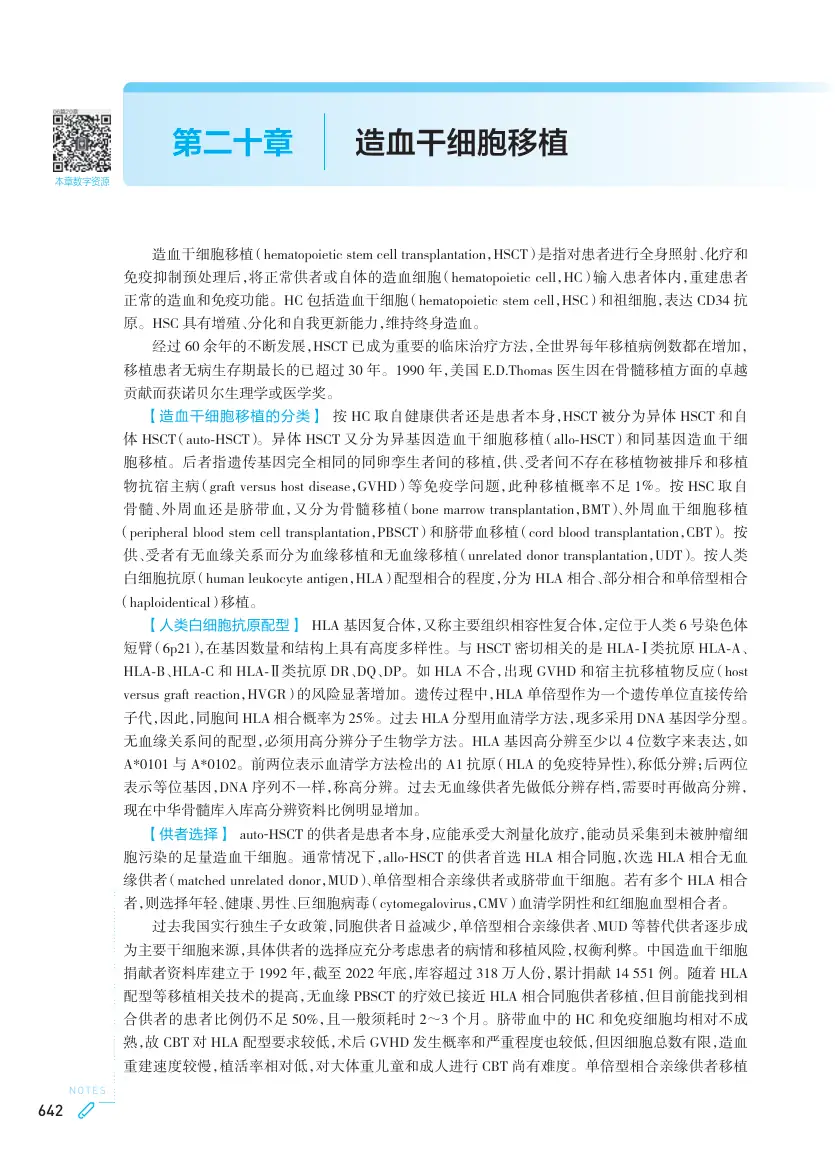 第二十章
造血干细胞移植
本章数字资源
造血干细胞移植（hematopoietic stem cell transplantation，HSCT）是指对患者进行全身照射、化疗和
免疫抑制预处理后，将正常供者或自体的造血细胞（hematopoietic cell，HC）输入患者体内，重建患者
正常的造血和免疫功能。HC 包括造血干细胞（hematopoietic stem cell，HSC）和祖细胞，表达 CD34 抗
原。HSC 具有增殖、分化和自我更新能力，维持终身造血。
经过 60 余年的不断发展，HSCT 已成为重要的临床治疗方法，全世界每年移植病例数都在增加，
移植患者无病生存期最长的已超过 30 年。1990 年，美国 E.D.Thomas 医生因在骨髓移植方面的卓越
贡献而获诺贝尔生理学或医学奖。
【造血干细胞移植的分类】 按 HC 取自健康供者还是患者本身，HSCT 被分为异体 HSCT 和自
体 HSCT（auto-HSCT）。异体 HSCT 又分为异基因造血干细胞移植（allo-HSCT）和同基因造血干细
胞移植。后者指遗传基因完全相同的同卵孪生者间的移植，供、受者间不存在移植物被排斥和移植
物抗宿主病（graft versus host disease，GVHD）等免疫学问题，此种移植概率不足 1%。按 HSC 取自
骨髓、外周血还是脐带血，又分为骨髓移植（bone marrow transplantation，BMT）、外周血干细胞移植
（peripheral blood stem cell transplantation，PBSCT）和脐带血移植（cord blood transplantation，CBT）。按
供、受者有无血缘关系而分为血缘移植和无血缘移植（unrelated donor transplantation，UDT）。按人类
白细胞抗原（human leukocyte antigen，HLA）配型相合的程度，分为 HLA 相合、部分相合和单倍型相合
（haploidentical）移植。
【人类白细胞抗原配型】 HLA 基因复合体，又称主要组织相容性复合体，定位于人类 6 号染色体
短臂（6p21），在基因数量和结构上具有高度多样性。与 HSCT 密切相关的是 HLA-Ⅰ类抗原 HLA-A、
HLA-B、HLA-C 和 HLA-Ⅱ类抗原 DR、DQ、DP。如 HLA 不合，出现 GVHD 和宿主抗移植物反应（host
versus graft reaction，HVGR）的风险显著增加。遗传过程中，HLA 单倍型作为一个遗传单位直接传给
子代，因此，同胞间 HLA 相合概率为 25%。过去 HLA 分型用血清学方法，现多采用 DNA 基因学分型。
无血缘关系间的配型，必须用高分辨分子生物学方法。HLA 基因高分辨至少以 4 位数字来表达，如
A*0101 与 A*0102。前两位表示血清学方法检出的 A1 抗原（HLA 的免疫特异性），称低分辨；后两位
表示等位基因，DNA 序列不一样，称高分辨。过去无血缘供者先做低分辨存档，需要时再做高分辨，
现在中华骨髓库入库高分辨资料比例明显增加。
【供者选择】 auto-HSCT 的供者是患者本身，应能承受大剂量化放疗，能动员采集到未被肿瘤细
胞污染的足量造血干细胞。通常情况下，allo-HSCT 的供者首选 HLA 相合同胞，次选 HLA 相合无血
缘供者（matched unrelated donor，MUD）、单倍型相合亲缘供者或脐带血干细胞。若有多个 HLA 相合
者，则选择年轻、健康、男性、巨细胞病毒（cytomegalovirus，CMV）血清学阴性和红细胞血型相合者。
过去我国实行独生子女政策，同胞供者日益减少，单倍型相合亲缘供者、MUD 等替代供者逐步成
为主要干细胞来源，具体供者的选择应充分考虑患者的病情和移植风险，权衡利弊。中国造血干细胞
捐献者资料库建立于 1992 年，截至 2022 年底，库容超过 318 万人份，累计捐献 14 551 例。随着 HLA
配型等移植相关技术的提高，无血缘 PBSCT 的疗效已接近 HLA 相合同胞供者移植，但目前能找到相
合供者的患者比例仍不足 50%，且一般须耗时 2～3 个月。脐带血中的 HC 和免疫细胞均相对不成
熟，故 CBT 对 HLA 配型要求较低，术后 GVHD 发生概率和严重程度也较低，但因细胞总数有限，造血
重建速度较慢，植活率相对低，对大体重儿童和成人进行 CBT 尚有难度。单倍型相合亲缘供者移植
NOTES
642